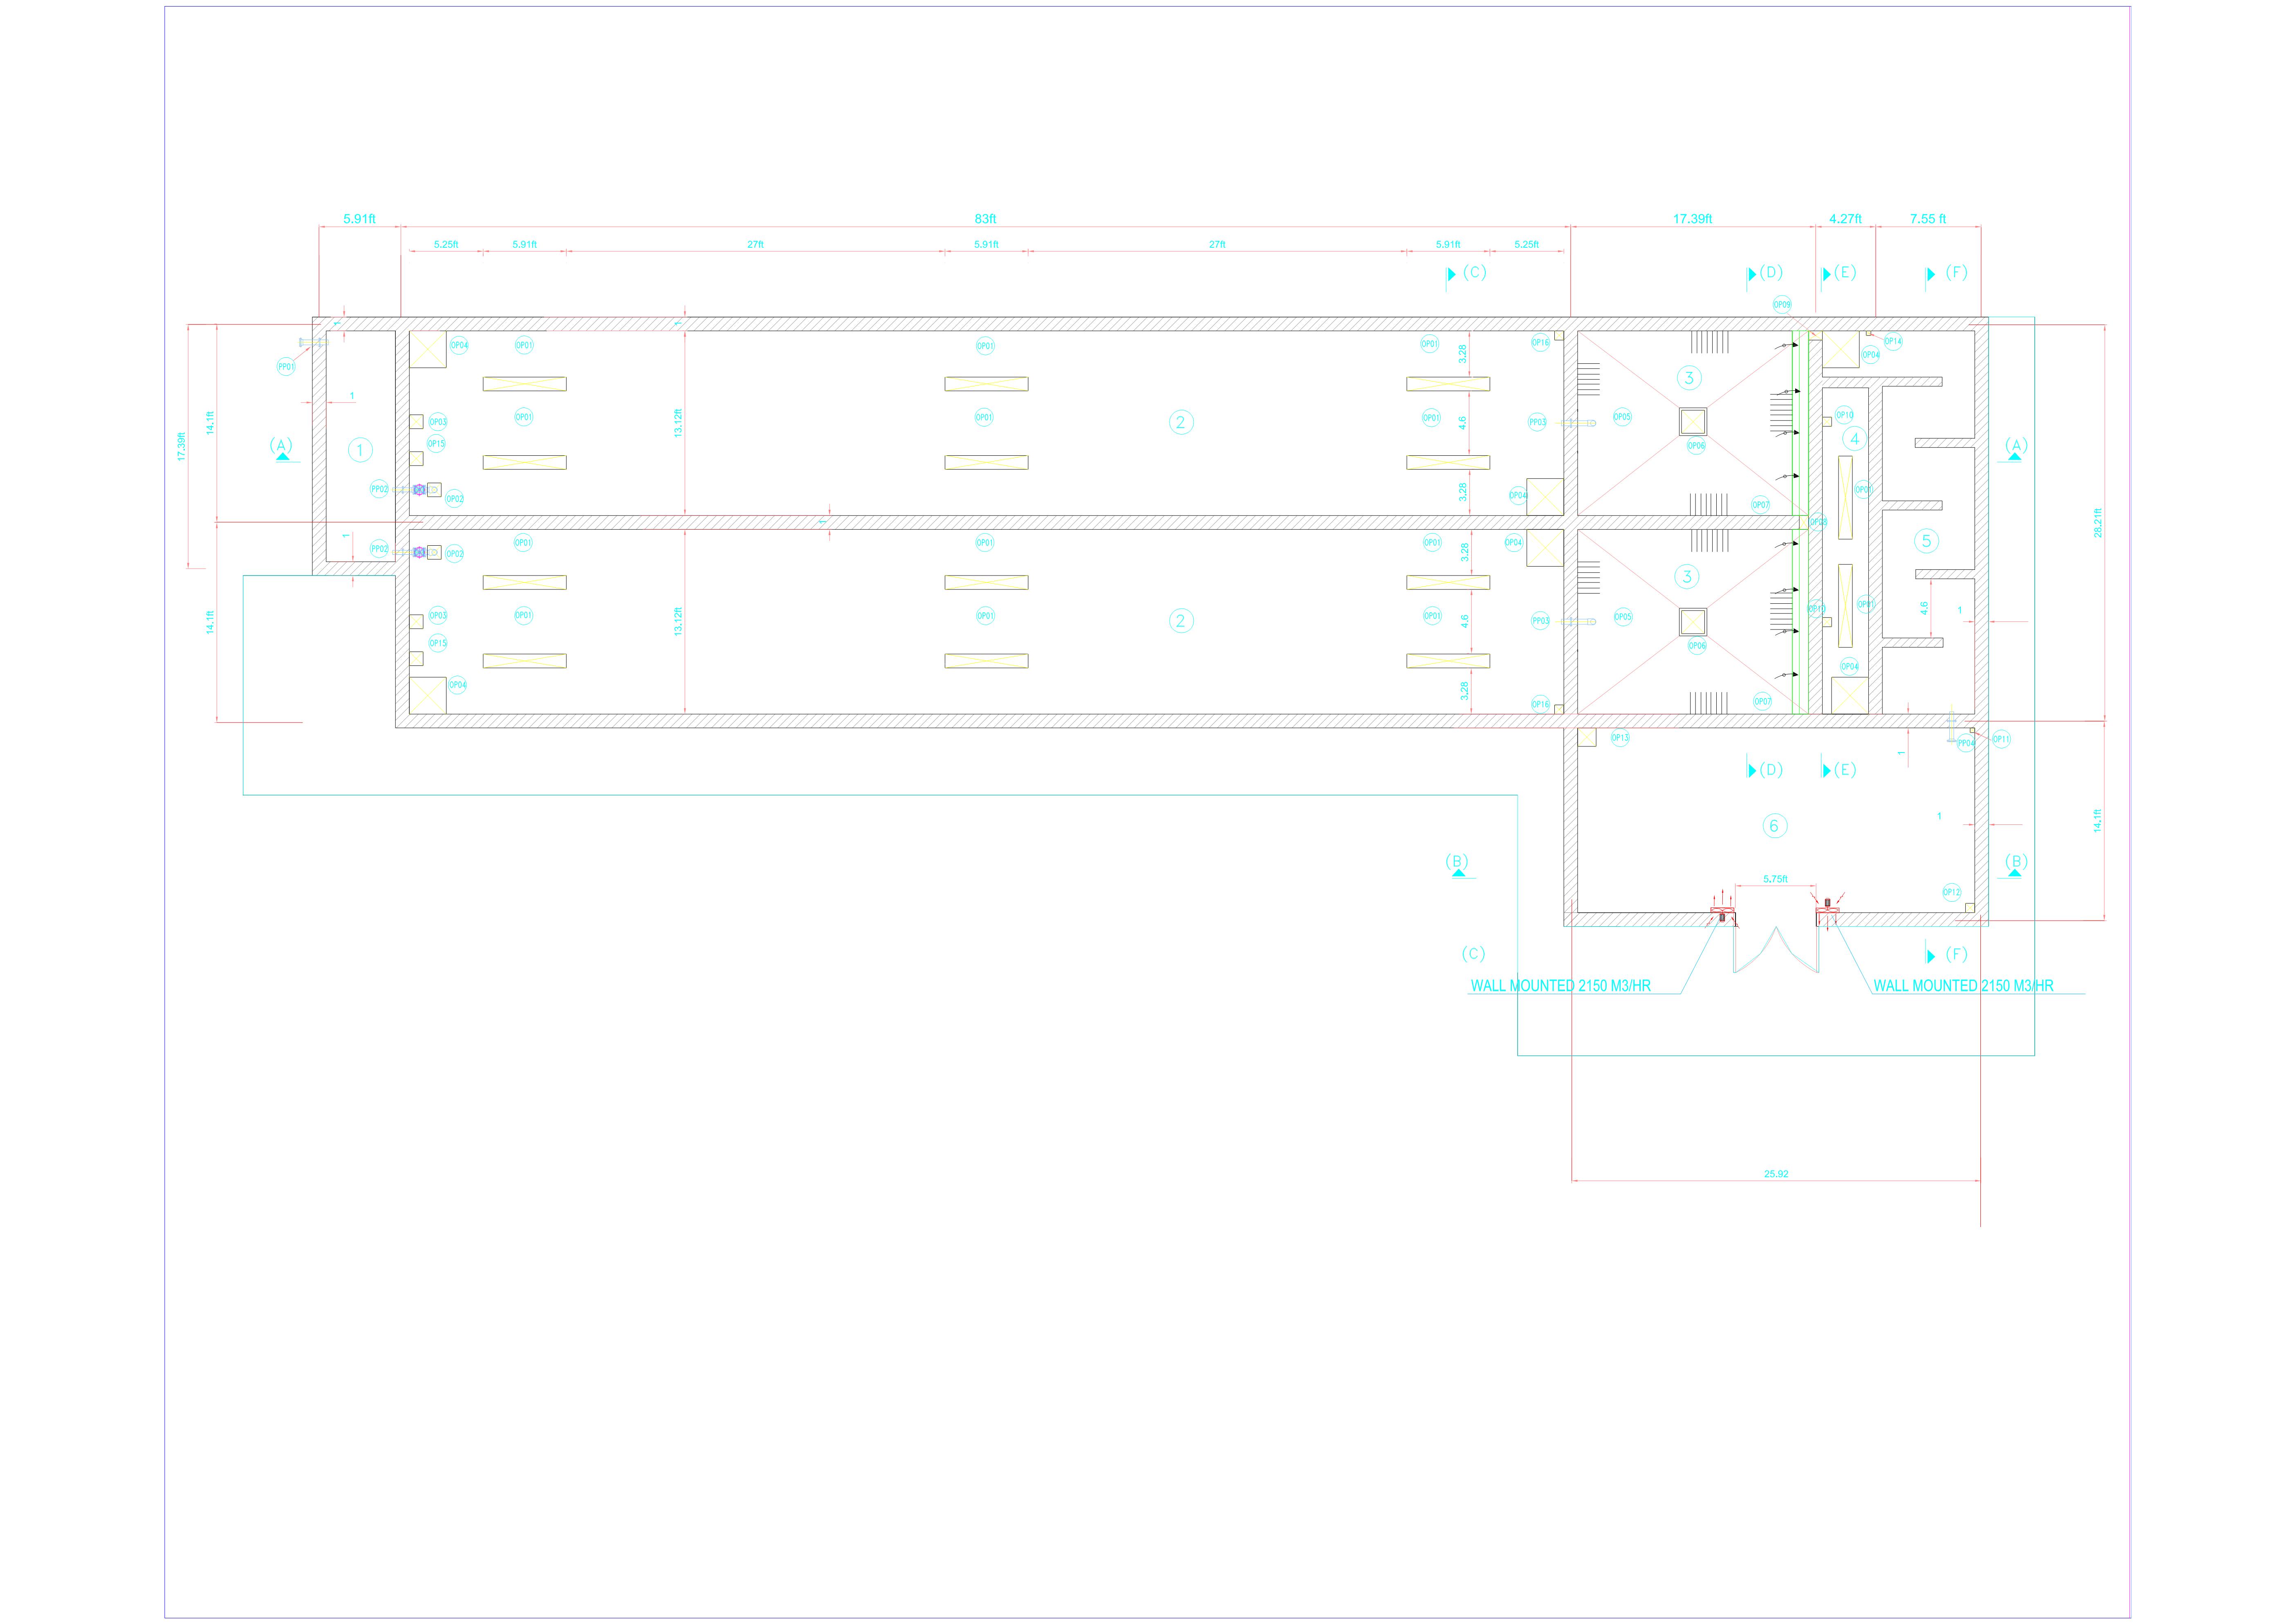 5.91ft 83ft 17.39ft 4.27ft 7.55 ft
5.25ft 5.91ft 27ft 5.91ft 27ft 5.91ft 5.25ft
(C) (D) (E) (F)
OP09
1 1
PP01 OP04 OP01 OP01 OP01 OP16 OP14
3.28 OP04
3
1
17.39ft 14.1ft OP03 OP01 13.12ft OP01 OP01 4.6 PP03 OP05 OP10
2
(A) 1 OP15 OP06 4 (A)
PP02 OP02 3.28 OP04 OP07 OP01
1 OP08
28.21ft
1 PP02 OP02 OP01 OP01 OP01 3.28 OP04 5
3
14.1ft OP03 OP01 13.12ft OP01 OP01 4.6 PP03 OP05 OP10 OP01 4.6 1
2
OP15 OP06
OP04 3.28 OP04
OP16 OP07
OP13 PP04 OP11
1
(D) (E)
6 1 14.1ft
(B) (B)
5.75ft
OP12
(C) (F)
WALL MOUNTED 2150 M3/HR WALL MOUNTED 2150 M3/HR
25.92